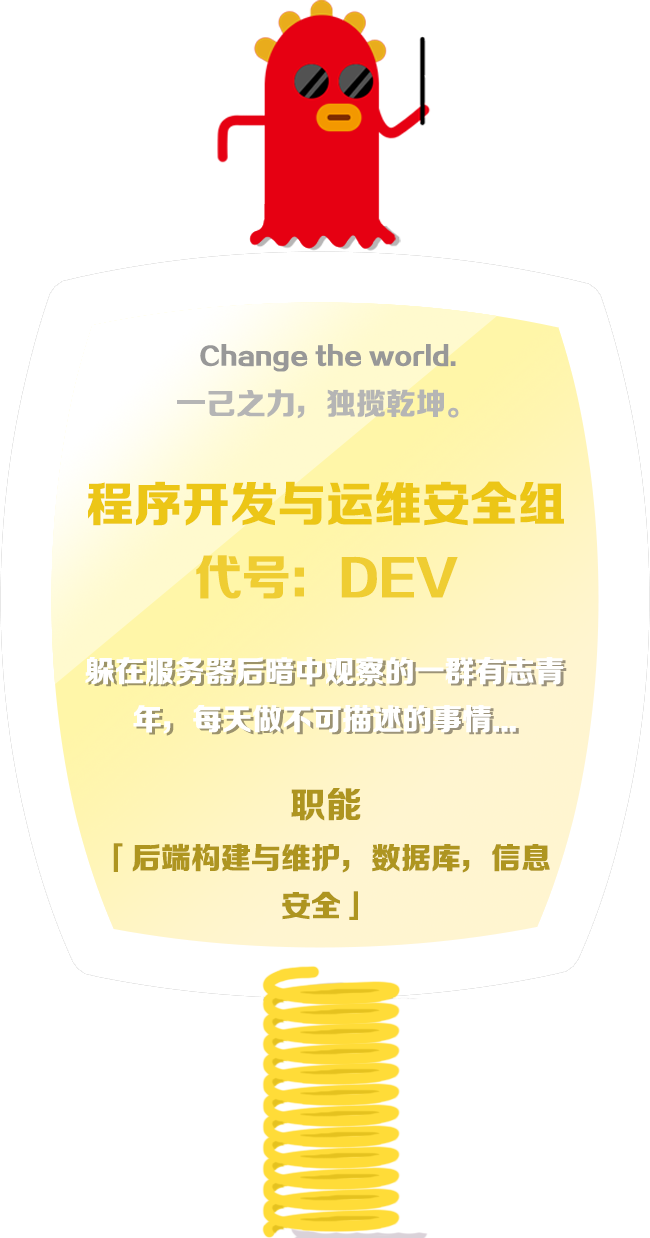 Change the world.
一己之力，独揽乾坤。
程序开发与运维安全组
代号：DEV
躲在服务器后暗中观察的一群有志青
年，每天做不可描述的事情...
职能
「后端构建与维护，数据库，信息
安全」